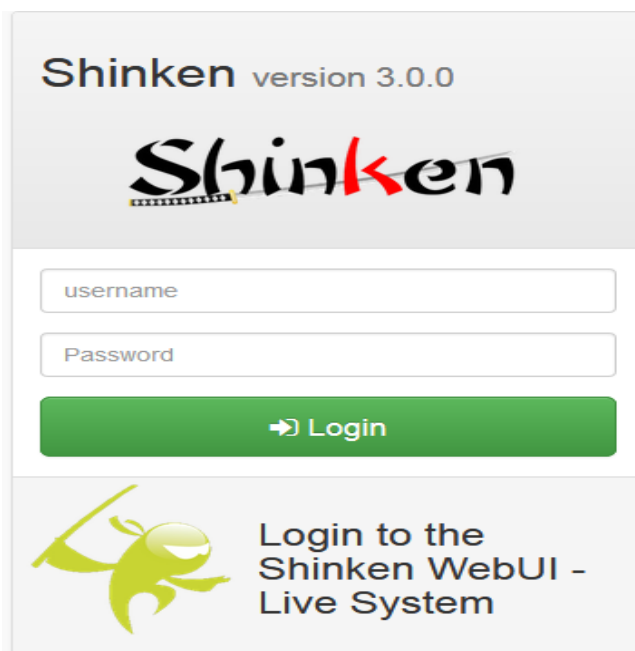 Shinken version 3.0.0
Shinken
username
Password
Login
Login to the
Shinken WebUI -
Live System